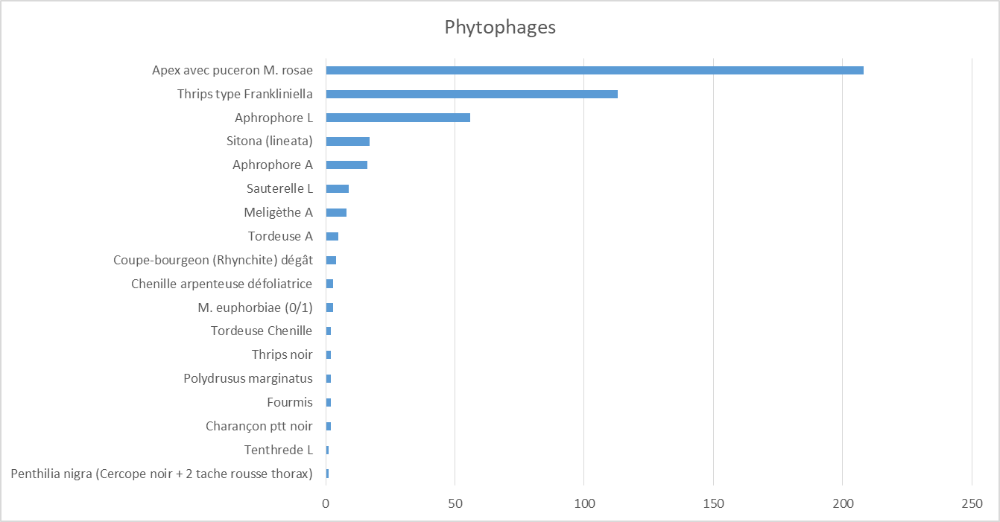 Phytophages
Apex avec puceron M. rosae
Thrips type Frankliniella
Aphrophore L
Sitona (lineata)
Aphrophore A
Sauterelle L
Meligèthe A
Tordeuse A
Coupe-bourgeon (Rhynchite) dégât
Chenille arpenteuse défoliatrice
M. euphorbiae (0/1)
Tordeuse Chenille
Thrips noir
Polydrusus marginatus
Fourmis
Charançon ptt noir
Tenthrede L
Penthilia nigra (Cercope noir + 2 tache rousse thorax)
0 50 100 150 200 250